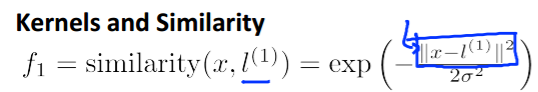 Kernels and Similarity
f₁ = similarity(x, l⁽¹⁾) = exp (−‖x−l⁽¹⁾‖²/2σ²)